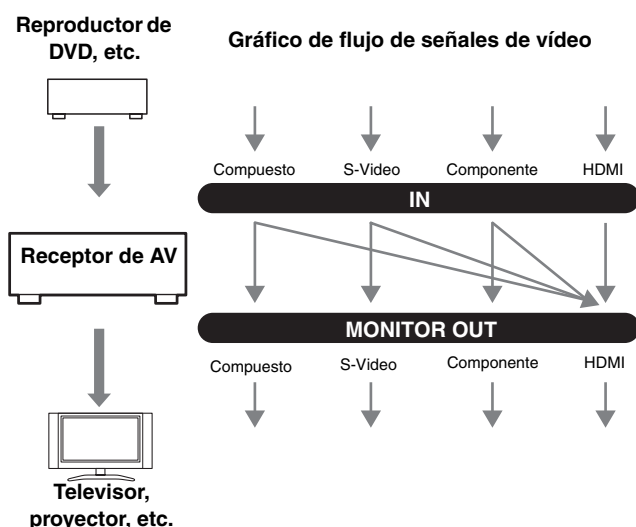 Reproductor de
DVD, etc.
Gráfico de flujo de señales de vídeo
Compuesto S-Video Componente HDMI
IN
Receptor de AV
MONITOR OUT
Compuesto S-Video Componente HDMI
Televisor,
proyector, etc.